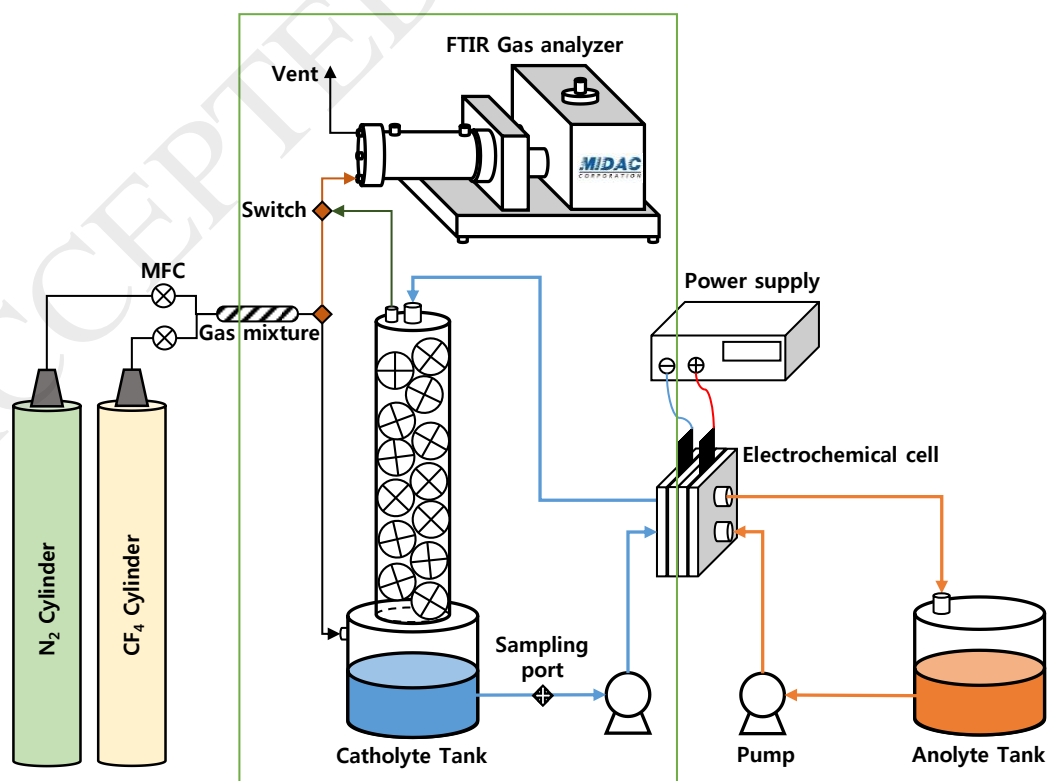 ACCEPTED
FTIR Gas analyzer
Vent
MIDAC
CORPORATION
Switch
MFC
Power supply
Gas mixture
Electrochemical cell
N₂ Cylinder
CF₄ Cylinder
Sampling
port
Catholyte Tank
Pump
Anolyte Tank